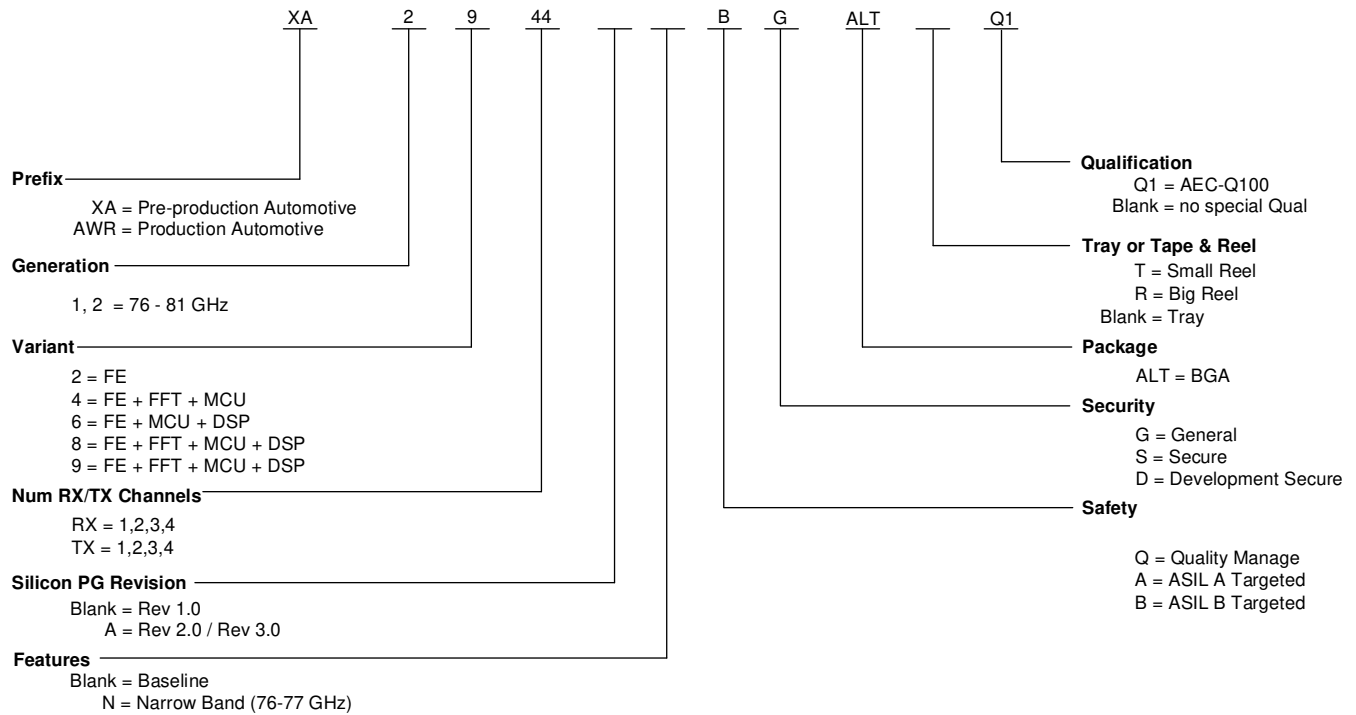 XA 2 9 44 B G ALT Q1
Prefix
XA = Pre-production Automotive
AWR = Production Automotive
Generation
1, 2 = 76 - 81 GHz
Variant
2 = FE
4 = FE + FFT + MCU
6 = FE + MCU + DSP
8 = FE + FFT + MCU + DSP
9 = FE + FFT + MCU + DSP
Num RX/TX Channels
RX = 1,2,3,4
TX = 1,2,3,4
Silicon PG Revision
Blank = Rev 1.0
A = Rev 2.0 / Rev 3.0
Features
Blank = Baseline
N = Narrow Band (76-77 GHz)
Qualification
Q1 = AEC-Q100
Blank = no special Qual
Tray or Tape & Reel
T = Small Reel
R = Big Reel
Blank = Tray
Package
ALT = BGA
Security
G = General
S = Secure
D = Development Secure
Safety
Q = Quality Manage
A = ASIL A Targeted
B = ASIL B Targeted